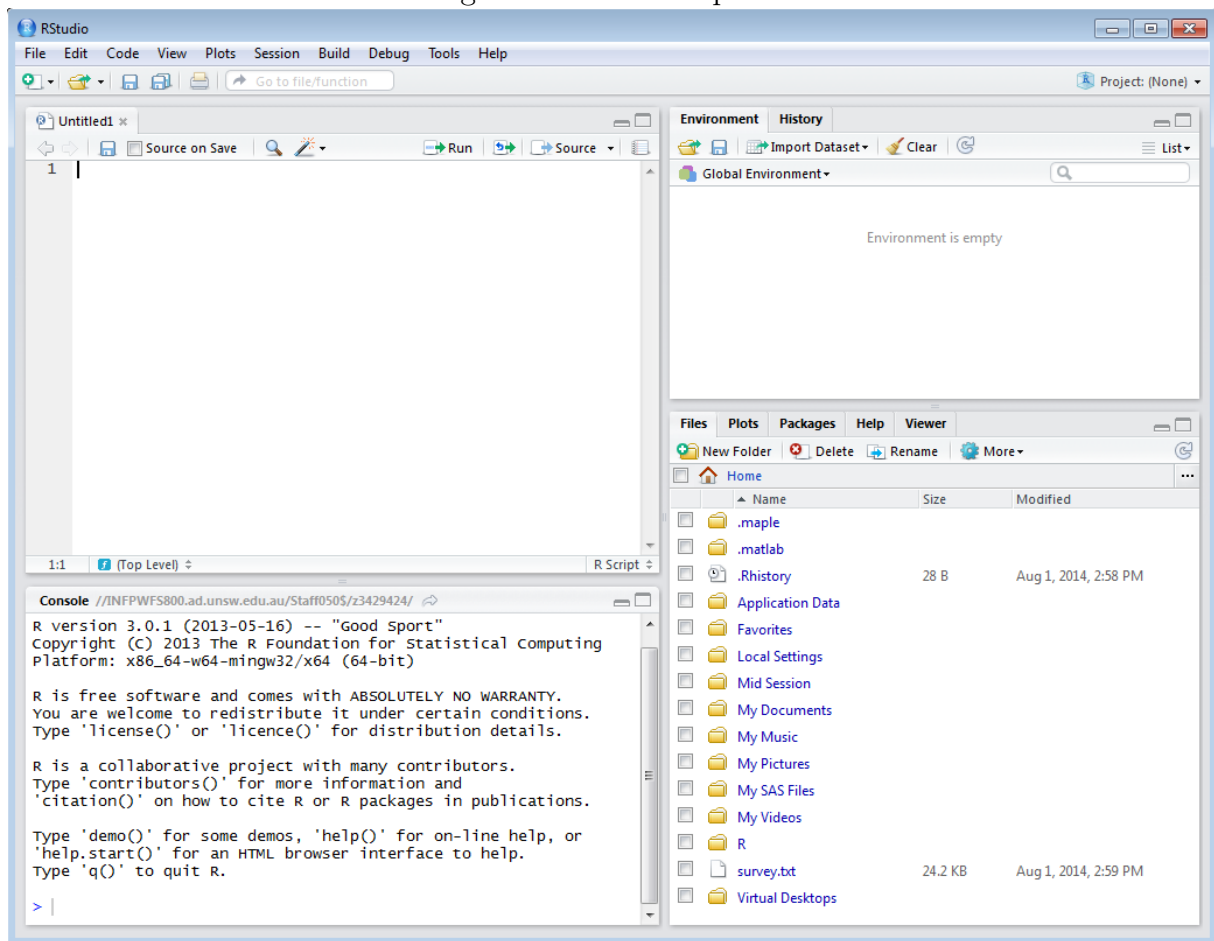 RStudio
File Edit Code View Plots Session Build Debug Tools Help
Go to file/function
Project: (None)
Untitled1
Source on Save
Run
Source
1
1:1
(Top Level)
R Script
Console //INFPWFS800.ad.unsw.edu.au/Staff050$/z3429424/
R version 3.0.1 (2013-05-16) -- "Good Sport"
Copyright (C) 2013 The R Foundation for Statistical Computing
Platform: x86_64-w64-mingw32/x64 (64-bit)
R is free software and comes with ABSOLUTELY NO WARRANTY.
You are welcome to redistribute it under certain conditions.
Type 'license()' or 'licence()' for distribution details.
R is a collaborative project with many contributors.
Type 'contributors()' for more information and
'citation()' on how to cite R or R packages in publications.
Type 'demo()' for some demos, 'help()' for on-line help, or
'help.start()' for an HTML browser interface to help.
Type 'q()' to quit R.
>
Environment History
Import Dataset Clear List
Global Environment
Environment is empty
Files Plots Packages Help Viewer
New Folder Delete Rename More
Home ...
Name Size Modified
.maple
.matlab
.Rhistory 28 B Aug 1, 2014, 2:58 PM
Application Data
Favorites
Local Settings
Mid Session
My Documents
My Music
My Pictures
My SAS Files
My Videos
R
survey.txt 24.2 KB Aug 1, 2014, 2:59 PM
Virtual Desktops